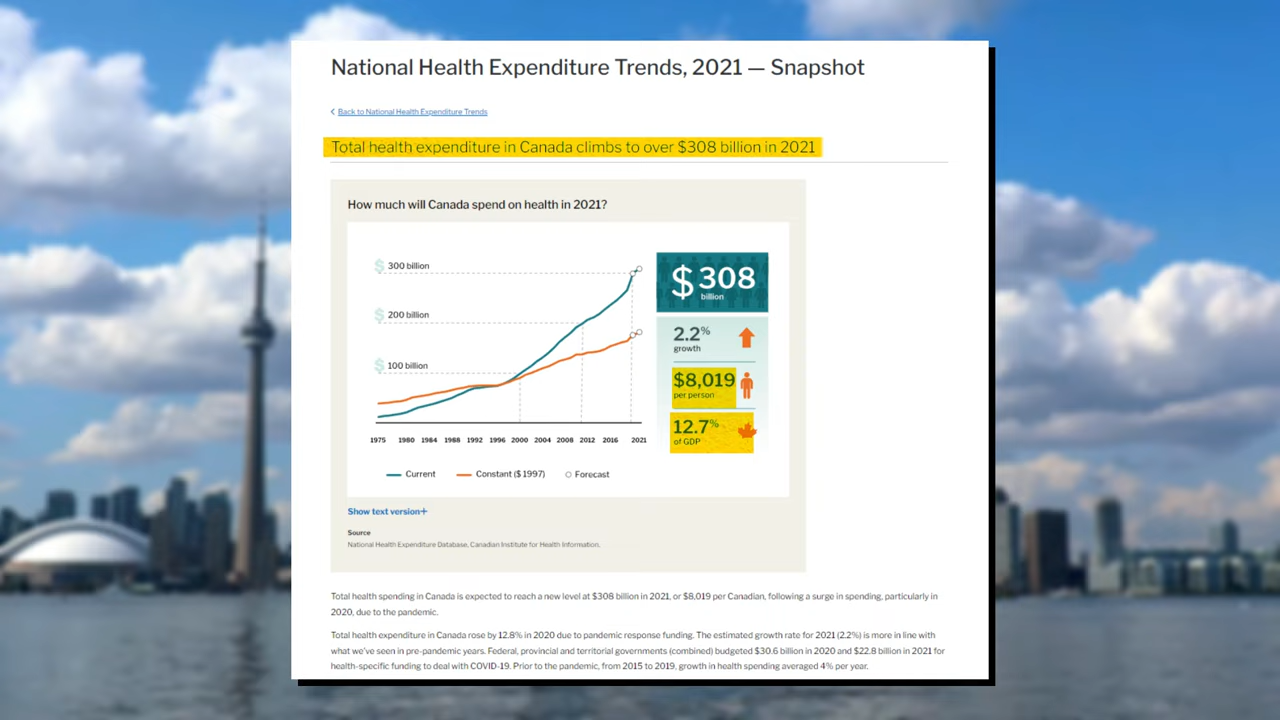 National Health Expenditure Trends, 2021 — Snapshot
Back to National Health Expenditure Trends
Total health expenditure in Canada climbs to over $308 billion in 2021
How much will Canada spend on health in 2021?
$ 300 billion
$ 200 billion
$ 100 billion
1975 1980 1984 1988 1992 1996 2000 2004 2008 2012 2016 2021
Current Constant ($ 1997) Forecast
$308
billion
2.2%
growth
$8,019
per person
12.7%
of GDP
Show text version+
Source
National Health Expenditure Database, Canadian Institute for Health Information.
Total health spending in Canada is expected to reach a new level at $308 billion in 2021, or $8,019 per Canadian, following a surge in spending, particularly in
2020, due to the pandemic.
Total health expenditure in Canada rose by 12.8% in 2020 due to pandemic response funding. The estimated growth rate for 2021 (2.2%) is more in line with
what we've seen in pre-pandemic years. Federal, provincial and territorial governments (combined) budgeted $30.6 billion in 2020 and $22.8 billion in 2021 for
health-specific funding to deal with COVID-19. Prior to the pandemic, from 2015 to 2019, growth in health spending averaged 4% per year.